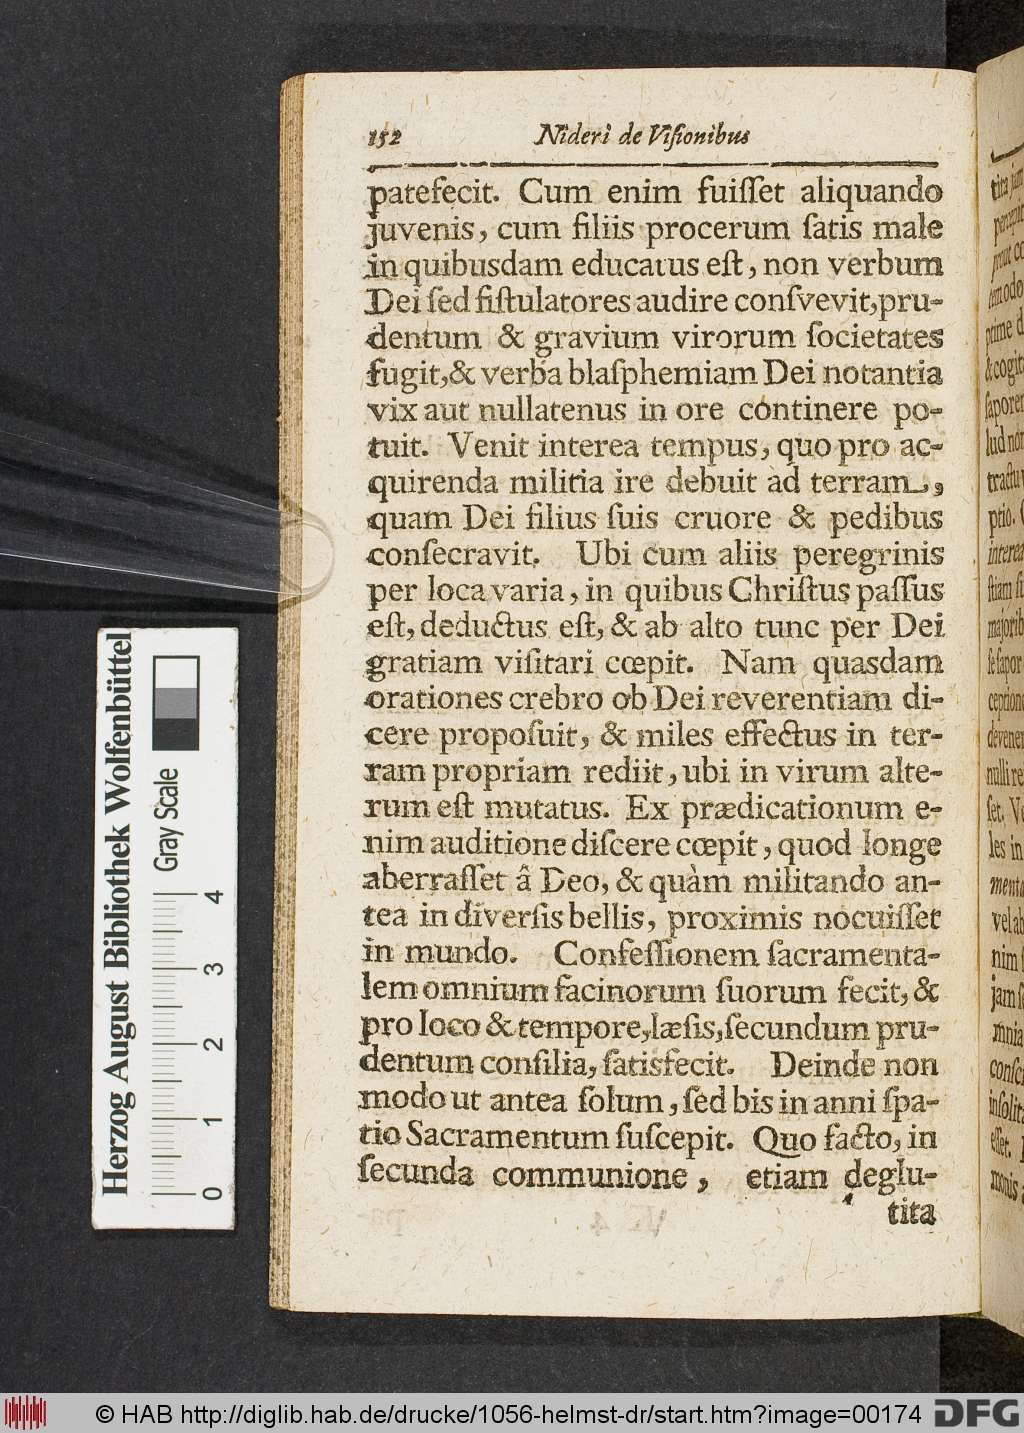 152 Nideri de Viſionibus
patefecit. Cum enim fuiſſet aliquando
juvenis, cum filiis procerum ſatis male
in quibusdam educatus eſt, non verbum
Dei ſed fiſtulatores audire conſvevit, pru-
dentum & gravium virorum ſocietates
fugit, & verba blaſphemiam Dei notantia
vix aut nullatenus in ore continere po-
tuit. Venit interea tempus, quo pro ac-
quirenda militia ire debuit ad terram,
quam Dei filius ſuis cruore & pedibus
conſecravit. Ubi cum aliis peregrinis
per loca varia, in quibus Chriſtus paſſus
eſt, deductus eſt, & ab alto tunc per Dei
gratiam viſitari cœpit. Nam quasdam
orationes crebro ob Dei reverentiam di-
cere propoſuit, & miles effectus in ter-
ram propriam rediit, ubi in virum alte-
rum eſt mutatus. Ex prædicationum e-
nim auditione diſcere cœpit, quod longe
aberraſſet â Deo, & quàm militando an-
tea in diverſis bellis, proximis nocuiſſet
in mundo. Confeſſionem ſacramenta-
lem omnium facinorum ſuorum fecit, &
pro loco & tempore, læſis, ſecundum pru-
dentum conſilia, ſatisfecit. Deinde non
modo ut antea ſolum, ſed bis in anni ſpa-
tio Sacramentum ſuſcepit. Quo facto, in
ſecunda communione, etiam deglu-
tita
Herzog August Bibliothek Wolfenbüttel
Gray Scale
0 1 2 3 4
© HAB http://diglib.hab.de/drucke/1056-helmst-dr/start.htm?image=00174
DFG